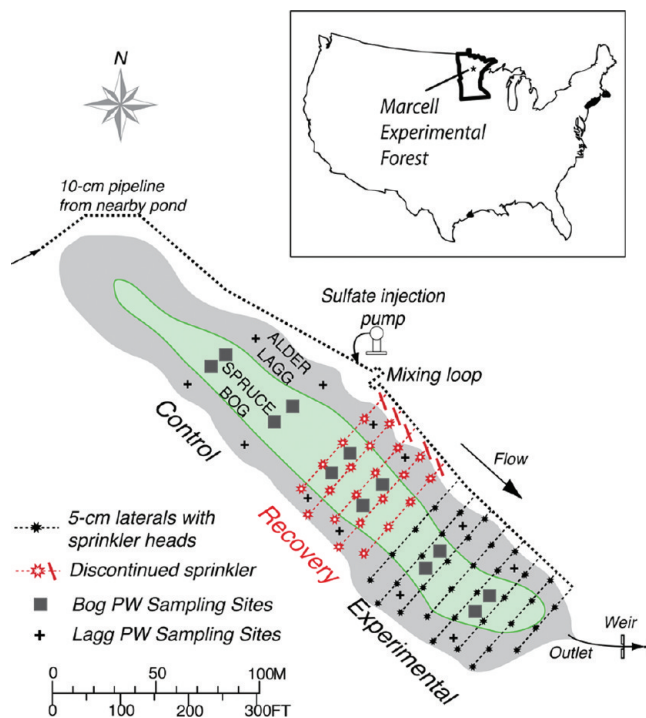 N
Marcell
Experimental
Forest
10-cm pipeline
from nearby pond
Sulfate injection
pump
Mixing loop
ALDER
LAGG
SPRUCE
BOG
Control
Flow
Recovery
Experimental
5-cm laterals with
sprinkler heads
Discontinued sprinkler
Bog PW Sampling Sites
Lagg PW Sampling Sites
Weir
Outlet
0 50 100M
0 100 200 300FT